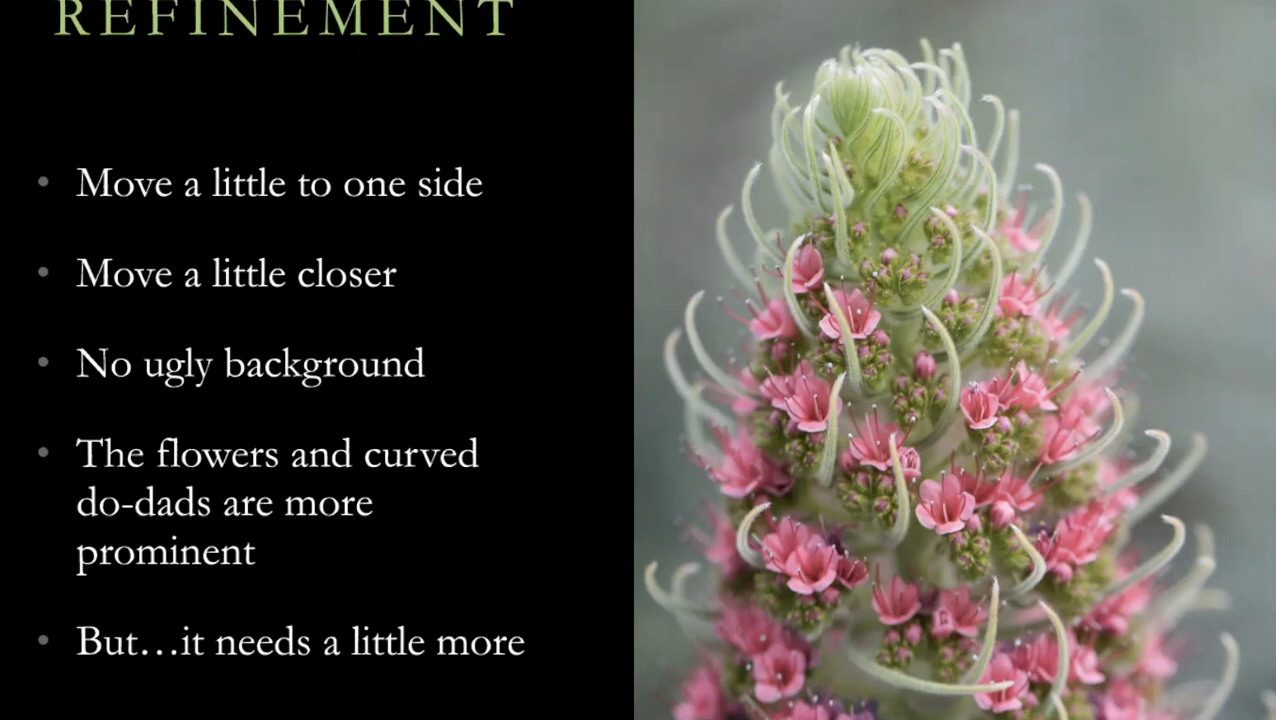 REFINEMENT
• Move a little to one side
• Move a little closer
• No ugly background
• The flowers and curved
do-dads are more
prominent
• But…it needs a little more